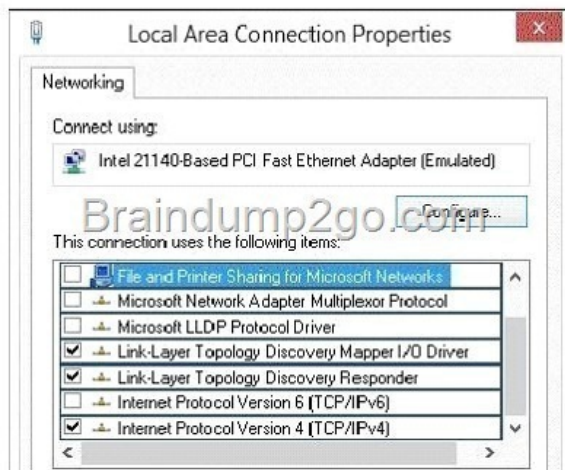 Local Area Connection Properties
Networking
Connect using:
Intel 21140-Based PCI Fast Ethernet Adapter (Emulated)
Configure...
Braindump2go.com
This connection uses the following items:
File and Printer Sharing for Microsoft Networks
Microsoft Network Adapter Multiplexor Protocol
Microsoft LLDP Protocol Driver
Link-Layer Topology Discovery Mapper I/O Driver
Link-Layer Topology Discovery Responder
Internet Protocol Version 6 (TCP/IPv6)
Internet Protocol Version 4 (TCP/IPv4)